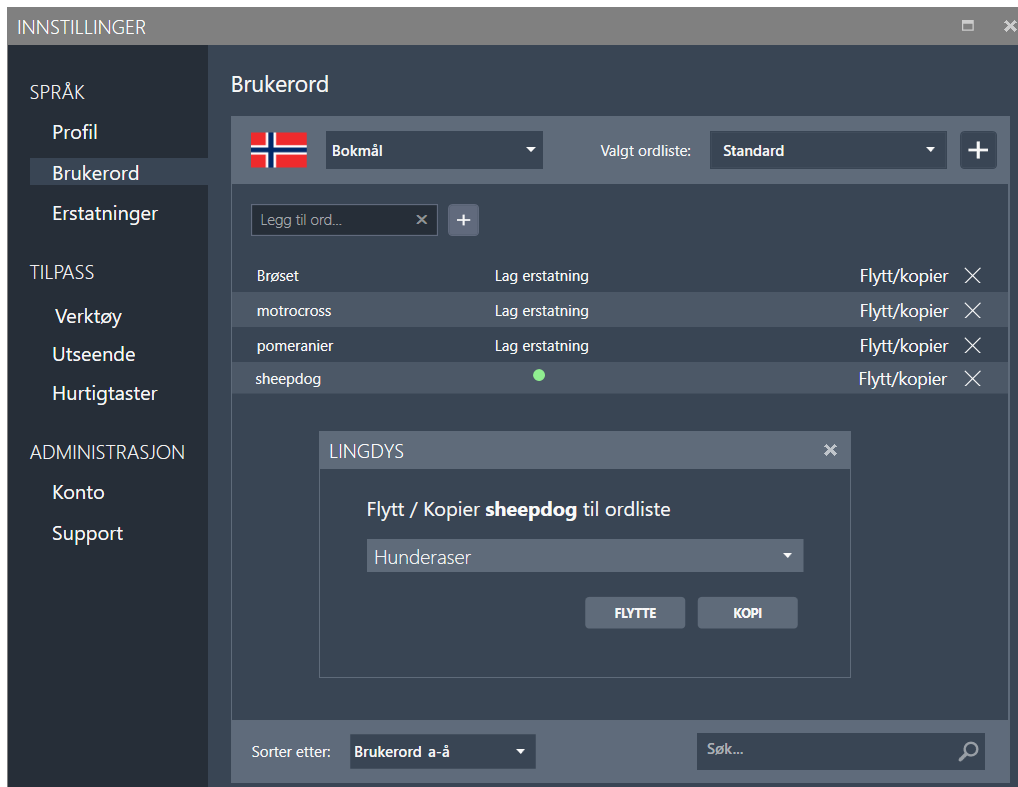 INNSTILLINGER
SPRÅK
Profil
Brukerord
Erstatninger
TILPASS
Verktøy
Utseende
Hurtigtaster
ADMINISTRASJON
Konto
Support
Brukerord
Bokmål Valgt ordliste: Standard
Legg til ord...
Brøset Lag erstatning Flytt/kopier
motrocross Lag erstatning Flytt/kopier
pomeranier Lag erstatning Flytt/kopier
sheepdog Flytt/kopier
LINGDYS
Flytt / Kopier sheepdog til ordliste
Hunderaser
FLYTTE KOPI
Sorter etter: Brukerord a-å Søk...